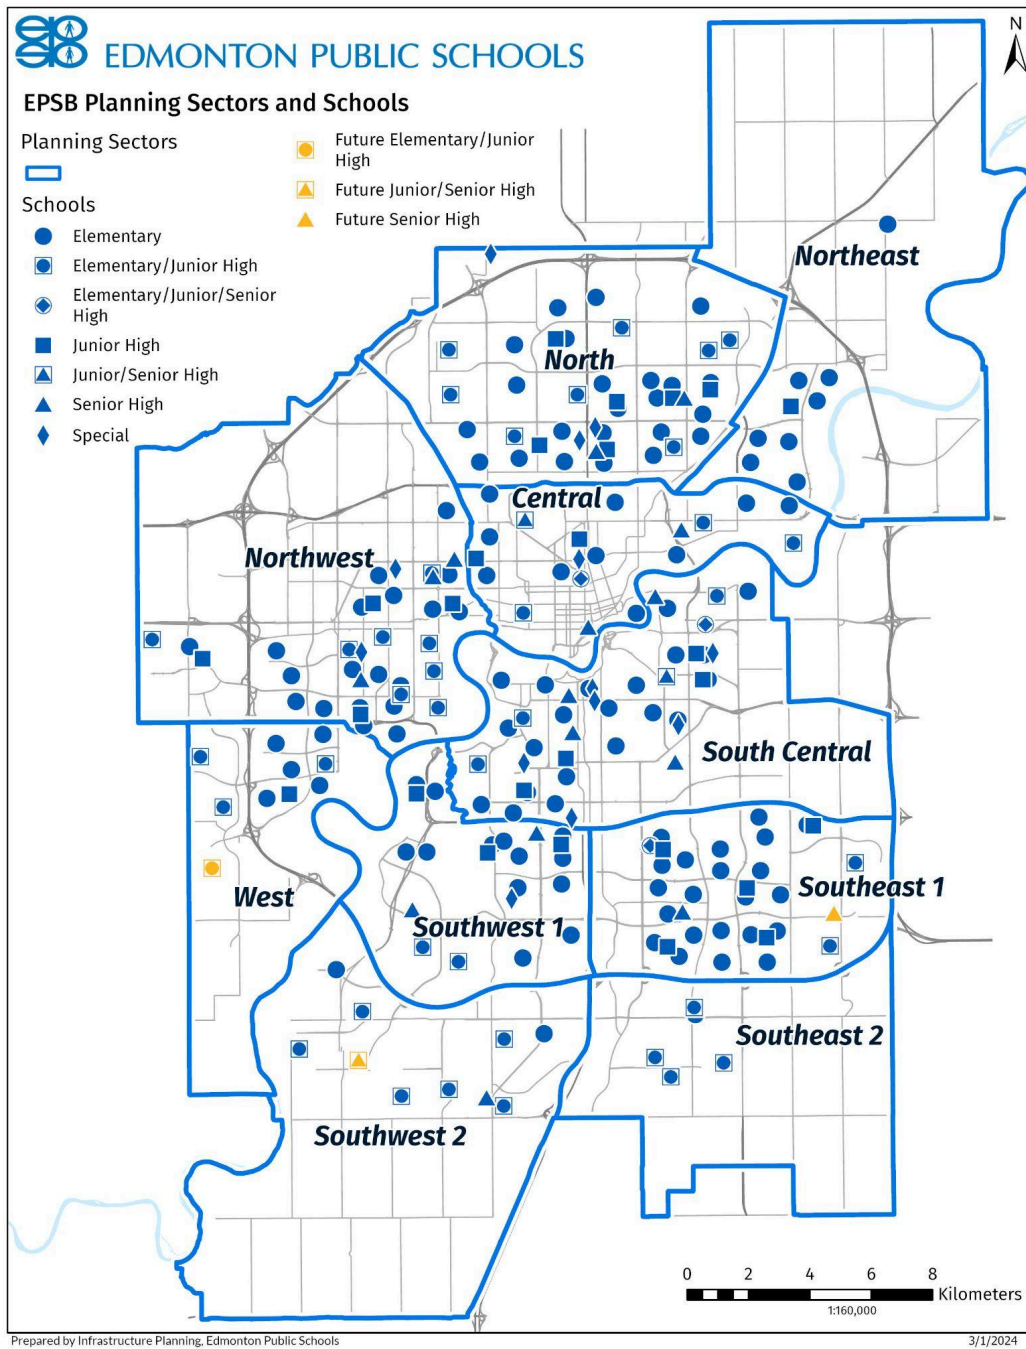 EDMONTON PUBLIC SCHOOLS
N
EPSB Planning Sectors and Schools
Planning Sectors
Schools
Elementary
Elementary/Junior High
Elementary/Junior/Senior
High
Junior High
Junior/Senior High
Senior High
Special
Future Elementary/Junior
High
Future Junior/Senior High
Future Senior High
Northeast
North
Central
Northwest
South Central
Southeast 1
West
Southwest 1
Southeast 2
Southwest 2
0 2 4 6 8
Kilometers
1:160,000
Prepared by Infrastructure Planning, Edmonton Public Schools
3/1/2024